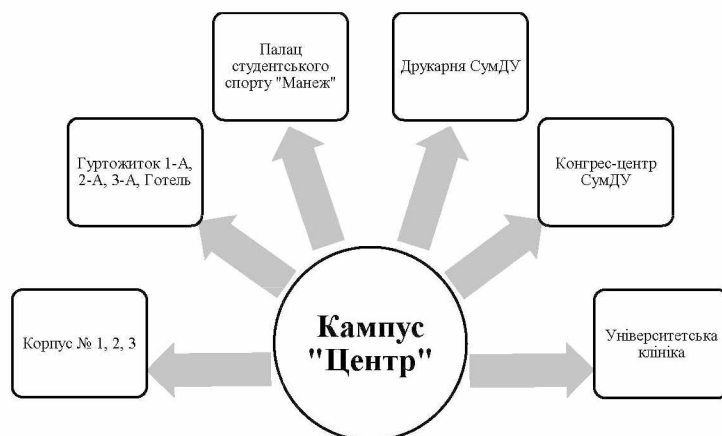 Палац
студентського
спорту "Манеж"
Друкарня СумДУ
Гуртожиток 1-А,
2-А, 3-А, Готель
Конгрес-центр
СумДУ
Корпус № 1, 2, 3
Кампус
"Центр"
Університетська
клініка